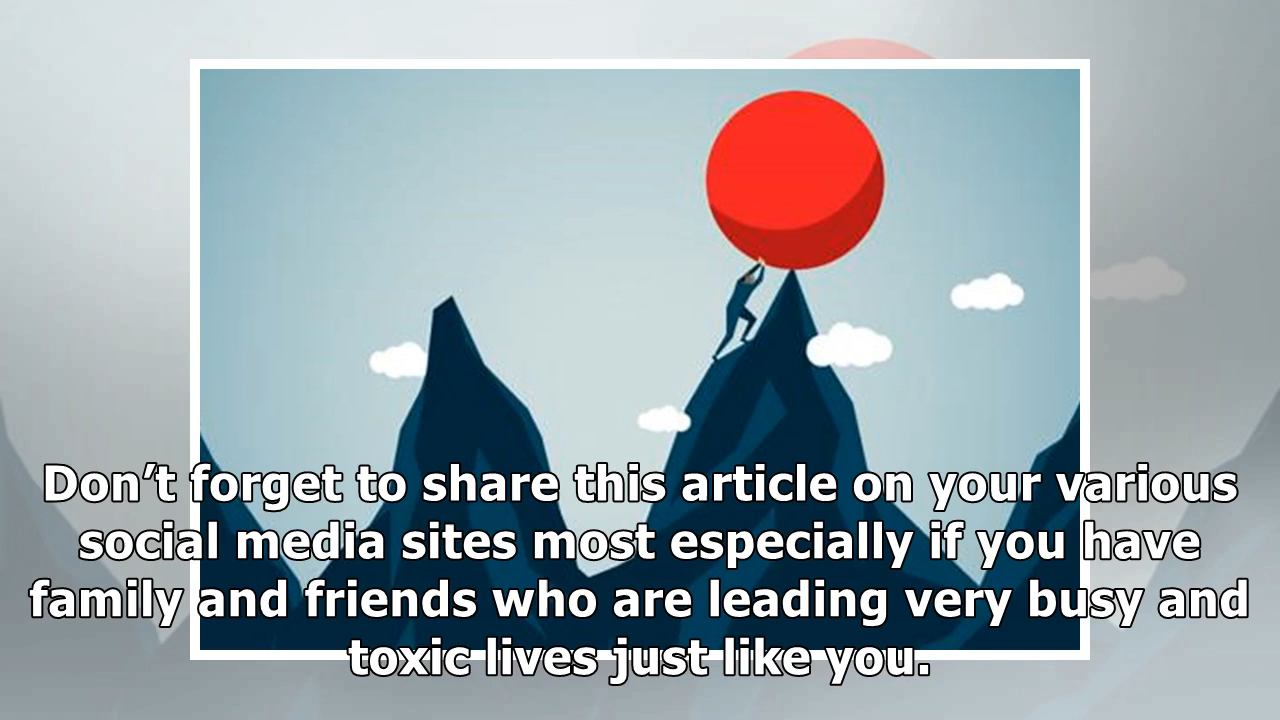 Don’t forget to share this article on your various
social media sites most especially if you have
family and friends who are leading very busy and
toxic lives just like you.